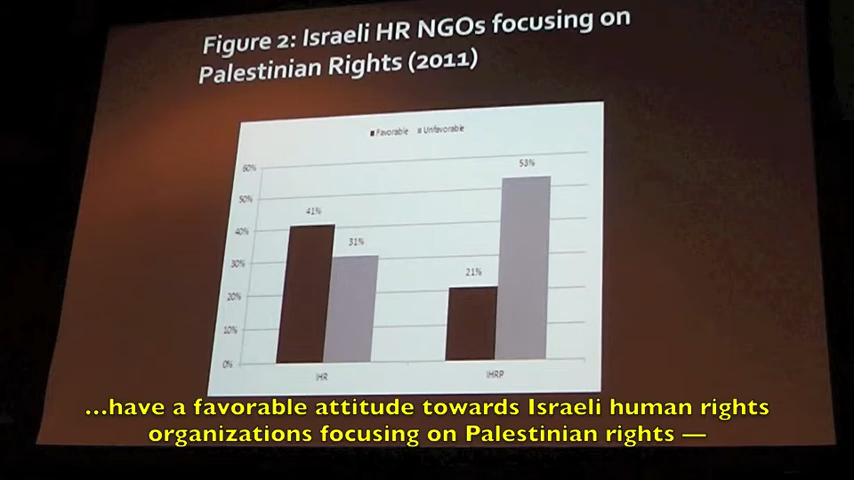 Figure 2: Israeli HR NGOs focusing on
Palestinian Rights (2011)
Favorable Unfavorable
60%
53%
50%
41%
40%
31%
30%
21%
20%
10%
0%
IHR
IHRP
...have a favorable attitude towards Israeli human rights
organizations focusing on Palestinian rights —